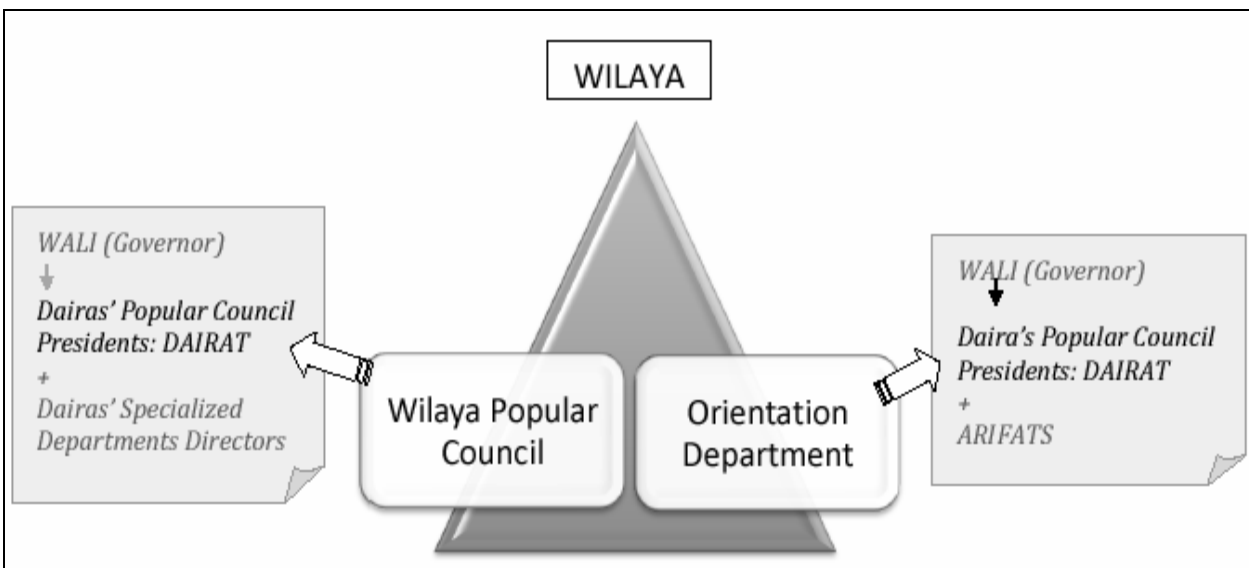 WILAYA
WALI (Governor)
Dairas’ Popular Council
Presidents: DAIRAT
+
Dairas’ Specialized
Departments Directors
Wilaya Popular
Council
Orientation
Department
WALI (Governor)
Daira’s Popular Council
Presidents: DAIRAT
+
ARIFATS